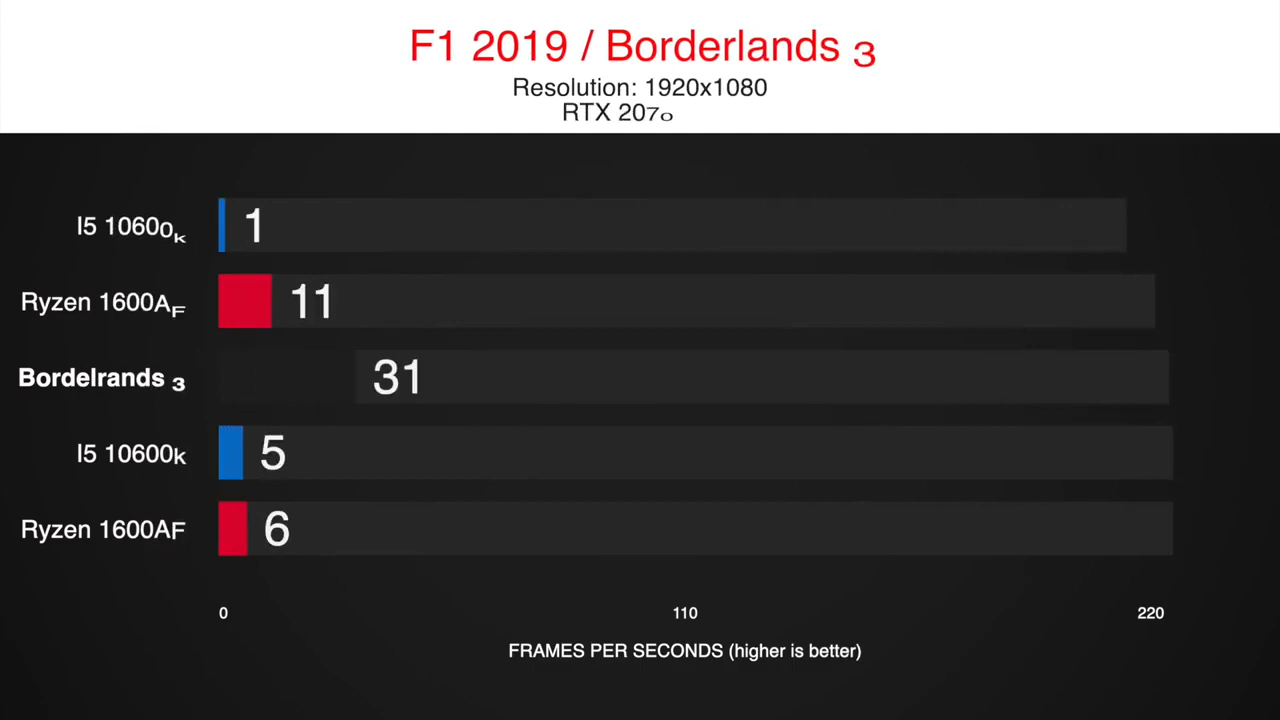 F1 2019 / Borderlands 3
Resolution: 1920x1080
RTX 2070
I5 10600k 1
Ryzen 1600AF 11
Bordelrands 3 31
I5 10600k 5
Ryzen 1600AF 6
0 110 220
FRAMES PER SECONDS (higher is better)